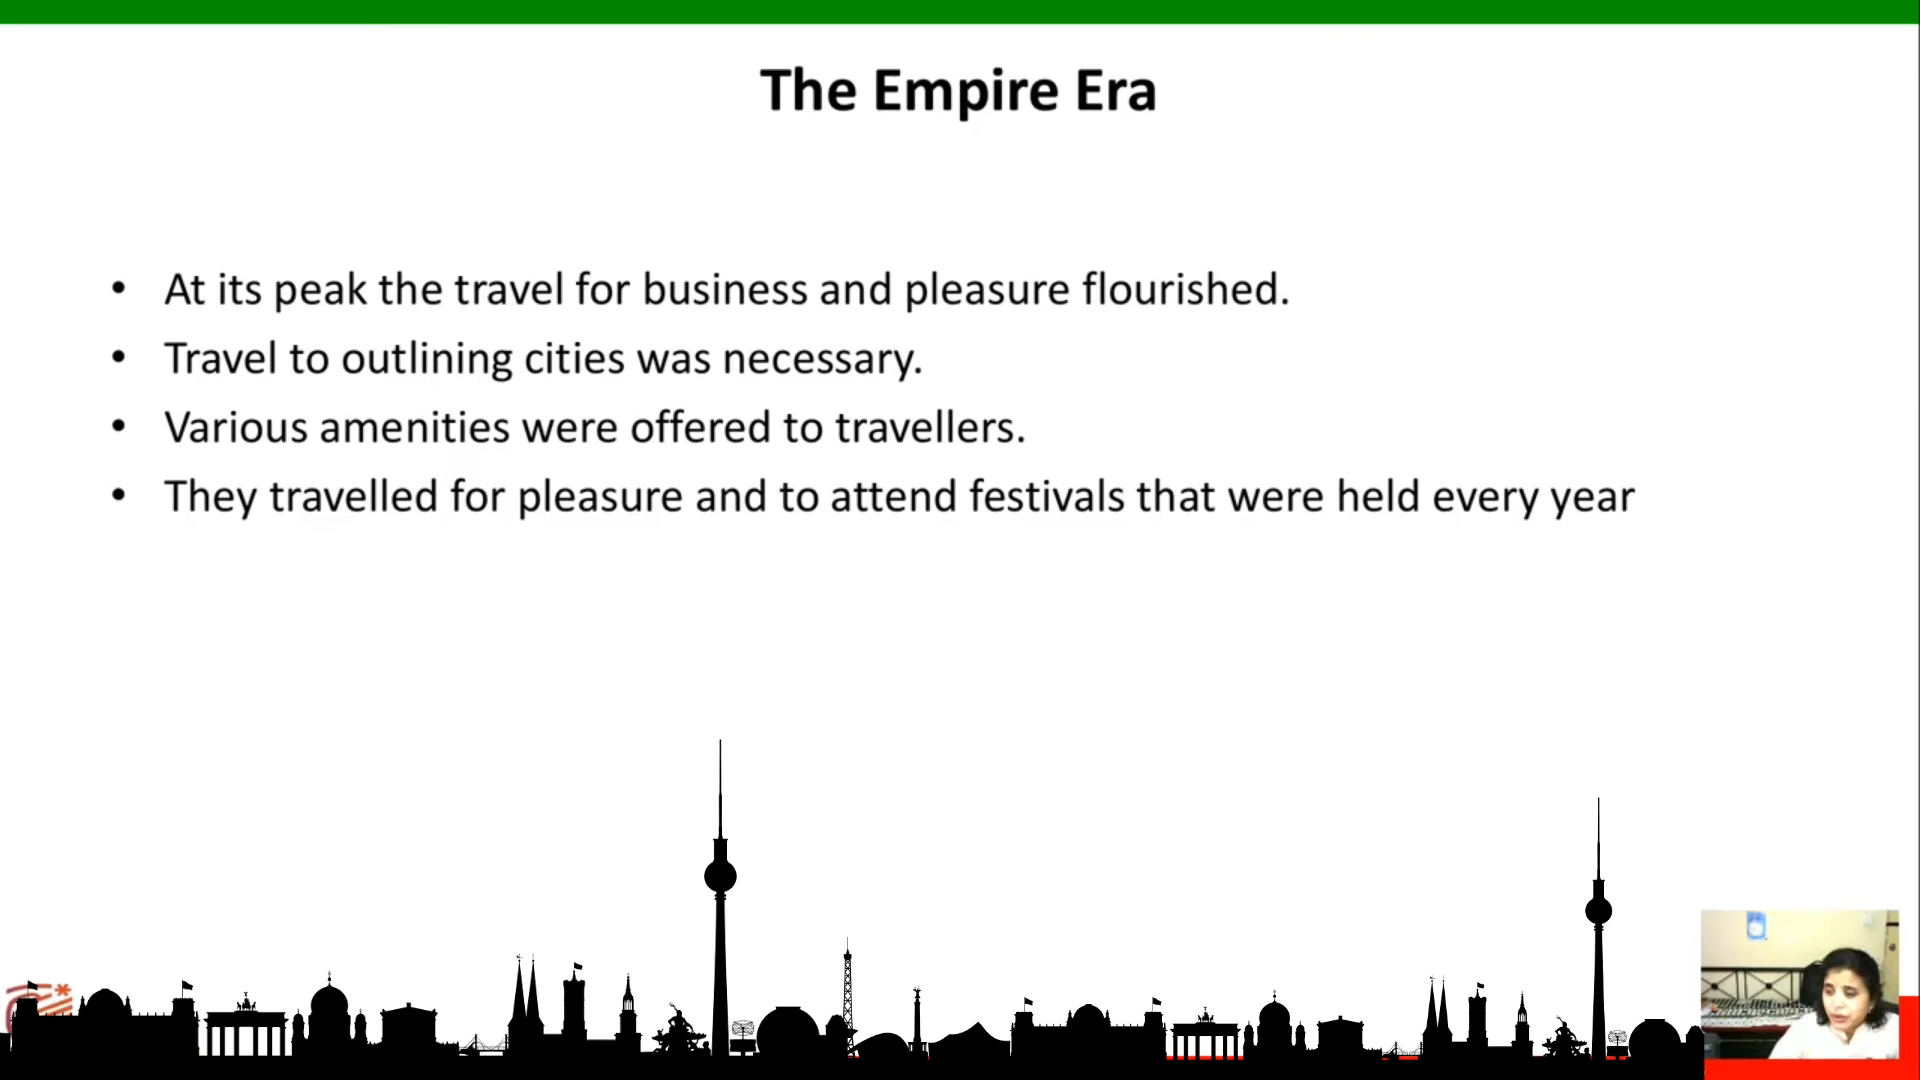 The Empire Era
• At its peak the travel for business and pleasure flourished.
• Travel to outlining cities was necessary.
• Various amenities were offered to travellers.
• They travelled for pleasure and to attend festivals that were held every year